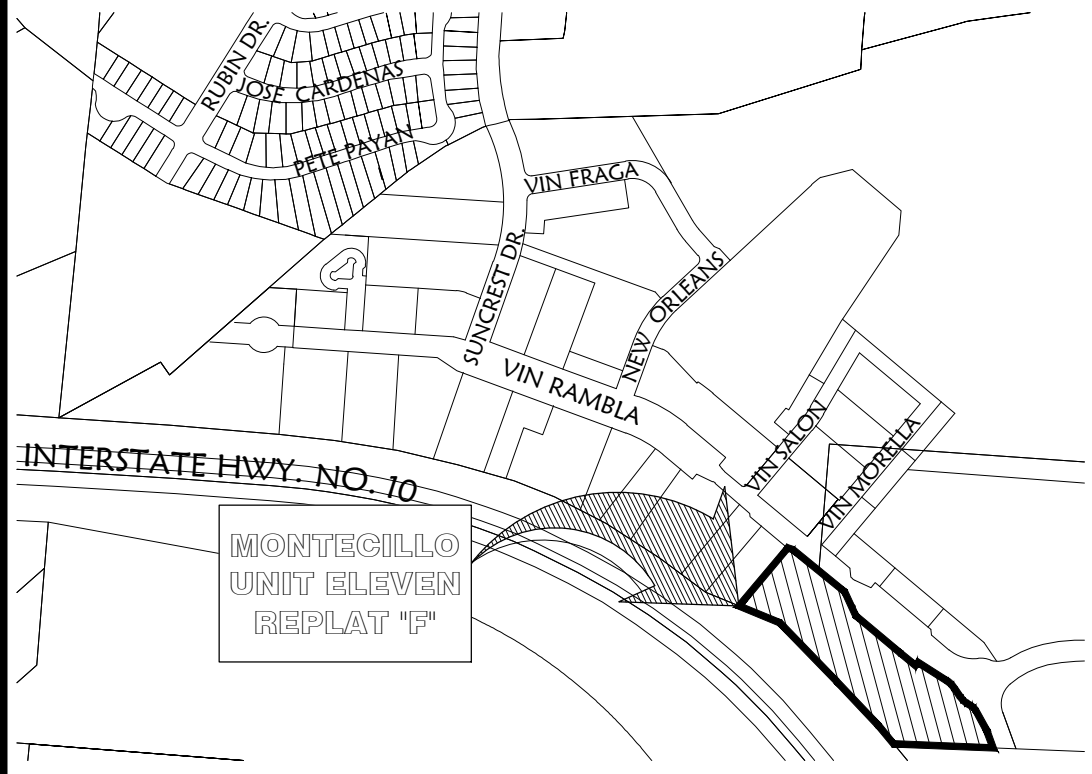 RUBIN DR.
JOSE CARDENAS
PETE PAYAN
VIN FRAGA
SUNCREST DR.
NEW ORLEANS
VIN RAMBLA
VIN SALON
VIN MORELLA
INTERSTATE HWY. NO. 10
MONTECILLO
UNIT ELEVEN
REPLAT "F"